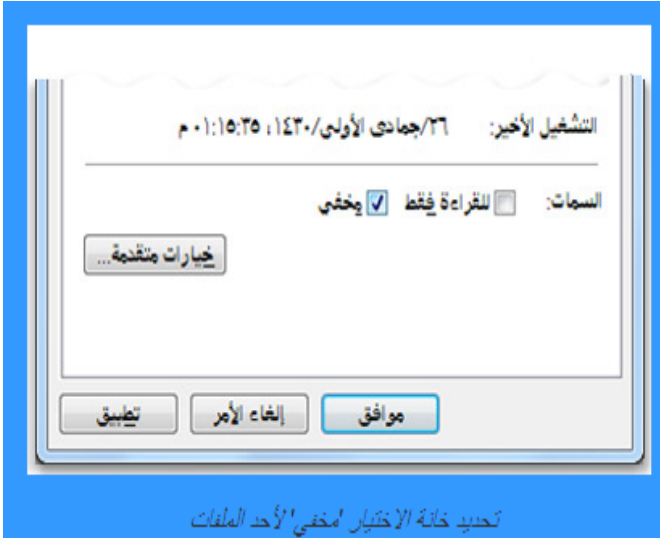 التشغيل الأخير: ٢٦/جمادى الأولى/١٤٣٠، ٠١:١٥:٣٥ م
السمات: للقراءة فقط مخفي
خيارات متقدمة...
موافق إلغاء الأمر تطبيق
تحديد خانة الاختيار 'مخفي' لأحد الملفات